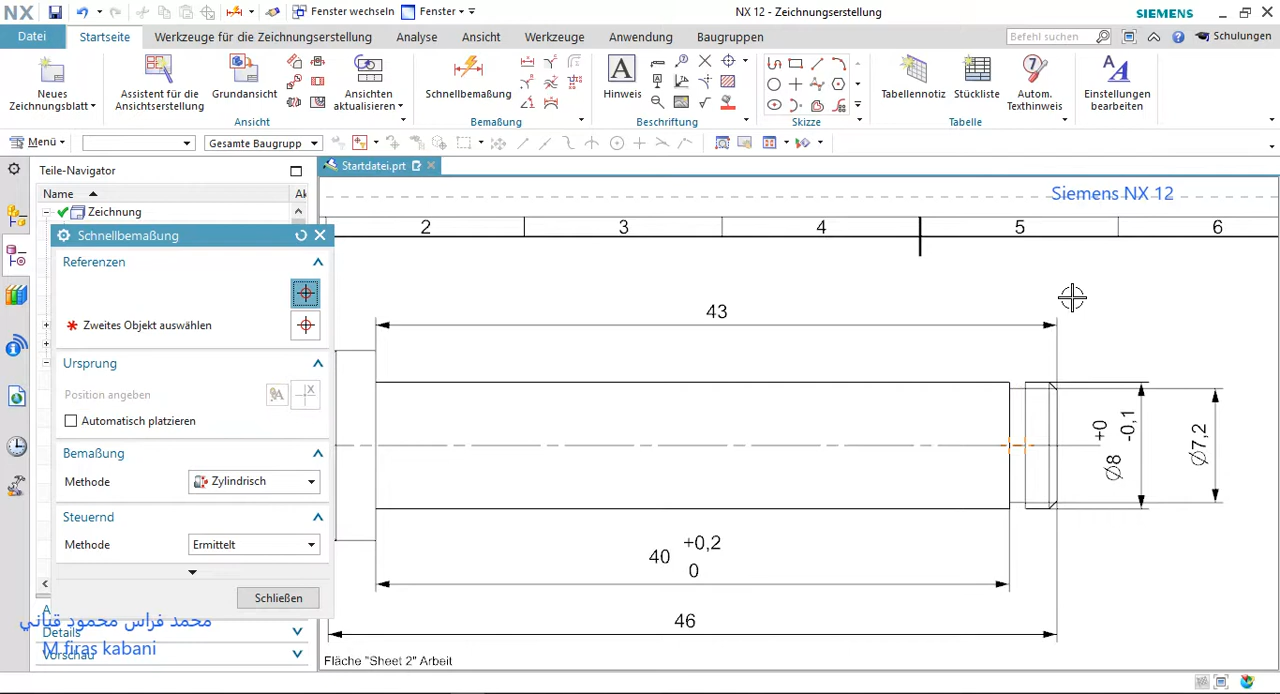 NX
Fenster wechseln
Fenster
NX 12 - Zeichnungserstellung
SIEMENS
Datei
Startseite
Werkzeuge für die Zeichnungserstellung
Analyse
Ansicht
Werkzeuge
Anwendung
Baugruppen
Befehl suchen
Schulungen
Neues
Zeichnungsblatt
Assistent für die
Ansichtserstellung
Grundansicht
Ansichten
aktualisieren
Schnellbemaßung
Hinweis
Tabellennotiz
Stückliste
Autom.
Texthinweis
Einstellungen
bearbeiten
Ansicht
Bemaßung
Beschriftung
Skizze
Tabelle
Menü
Gesamte Baugrupp
Teile-Navigator
Startdatei.prt
Name
Ak
Zeichnung
Siemens NX 12
2
3
4
5
6
Schnellbemaßung
Referenzen
* Zweites Objekt auswählen
Ursprung
Position angeben
Automatisch platzieren
Bemaßung
Methode
Zylindrisch
Steuernd
Methode
Ermittelt
Schließen
43
+0
-0,1
Ø8
Ø7,2
+0,2
40
0
46
محمد فراس محمود قباني
Details
M firas kabani
Vorschau
Fläche "Sheet 2" Arbeit